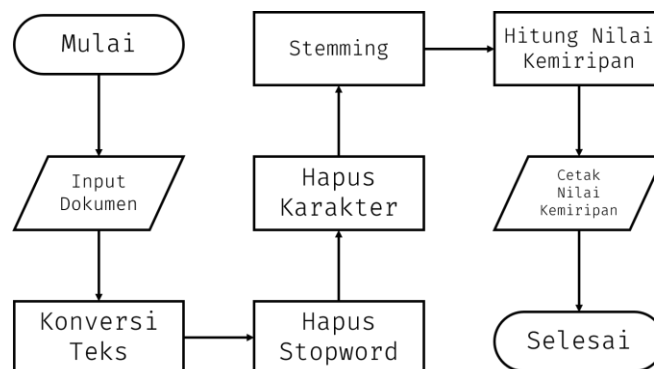 Mulai
Input
Dokumen
Konversi
Teks
Hapus
Stopword
Hapus
Karakter
Stemming
Hitung Nilai
Kemiripan
Cetak
Nilai
Kemiripan
Selesai